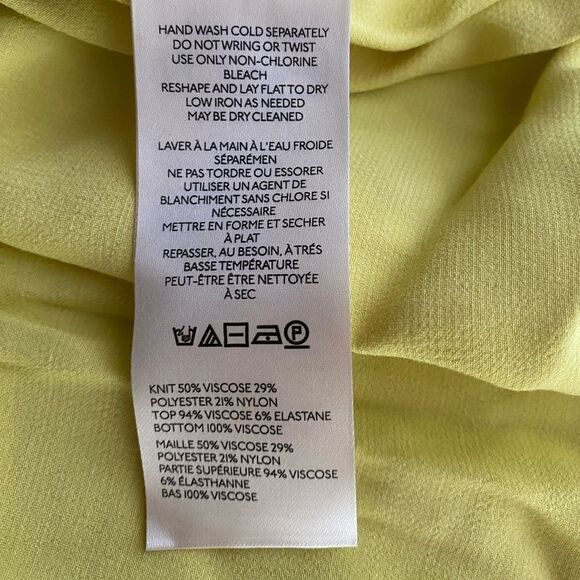 HAND WASH COLD SEPARATELY
DO NOT WRING OR TWIST
USE ONLY NON-CHLORINE
BLEACH
RESHAPE AND LAY FLAT TO DRY
LOW IRON AS NEEDED
MAY BE DRY CLEANED
LAVER À LA MAIN À L'EAU FROIDE
SÉPARÉMEN
NE PAS TORDRE OU ESSORER
UTILISER UN AGENT DE
BLANCHIMENT SANS CHLORE SI
NÉCESSAIRE
METTRE EN FORME ET SECHER
À PLAT
REPASSER, AU BESOIN, À TRÉS
BASSE TEMPÉRATURE
PEUT-ÊTRE ÊTRE NETTOYÉE
À SEC
P
KNIT 50% VISCOSE 29%
POLYESTER 21% NYLON
TOP 94% VISCOSE 6% ELASTANE
BOTTOM 100% VISCOSE
MAILLE 50% VISCOSE 29%
POLYESTER 21% NYLON
PARTIE SUPÉRIEURE 94% VISCOSE
6% ÉLASTHANNE
BAS 100% VISCOSE